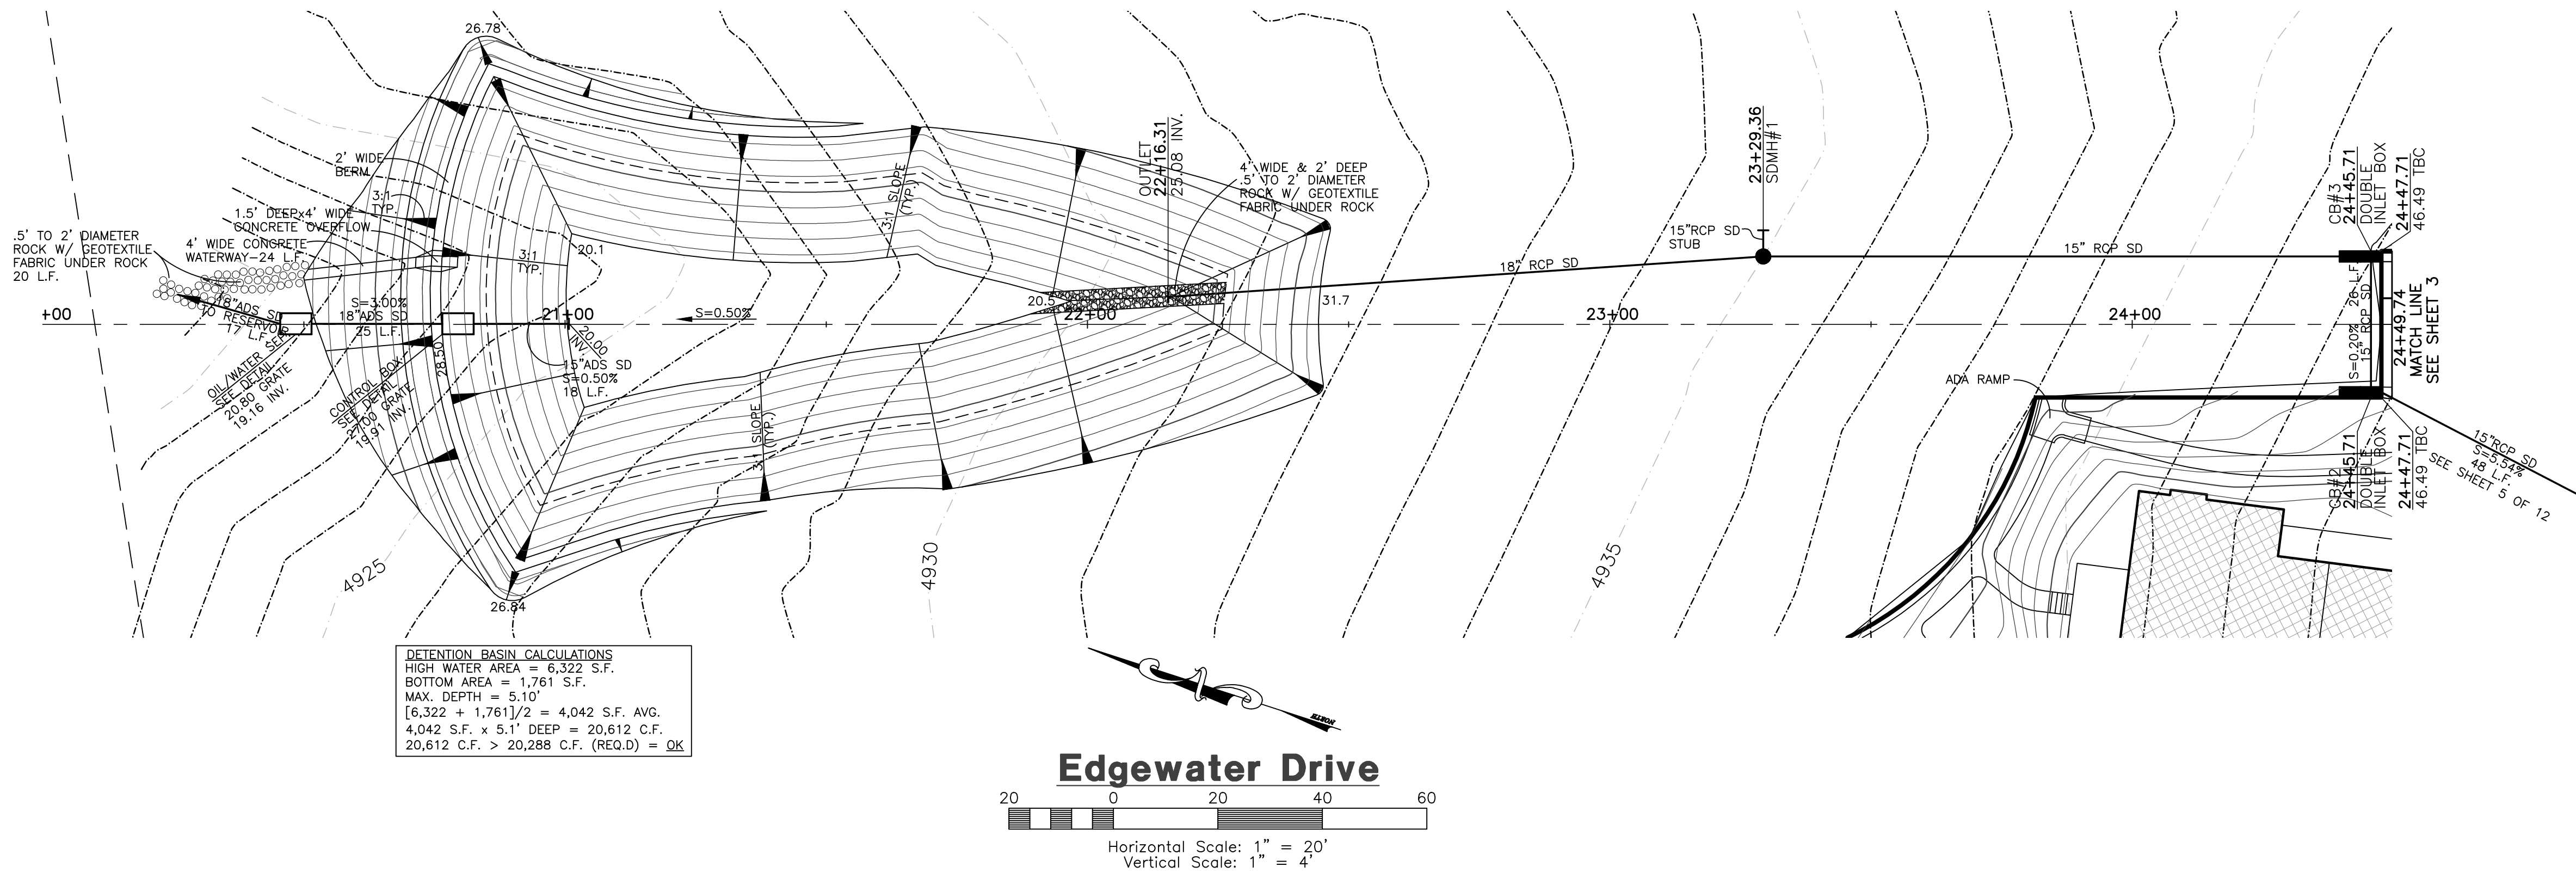 26.78
2' WIDE
BERM
3:1
TYP.
1.5' DEEPx4' WIDE
CONCRETE OVERFLOW
4' WIDE CONCRETE
WATERWAY-24 L.F.
.5' TO 2' DIAMETER
ROCK W/ GEOTEXTILE
FABRIC UNDER ROCK
20 L.F.
18"ADS SD
TO RESERVOIR
17 L.F.
+00
S=3.00%
18"ADS SD
25 L.F.
OIL/WATER SEP.
SEE DETAIL
20.80 GRATE
19.16 INV.
CONTROL BOX
SEE DETAIL
27.00 GRATE
19.91 INV.
28.50
3:1
TYP.
20.1
21+00
20.00
INV.
15"ADS SD
S=0.50%
18 L.F.
S=0.50%
3:1 SLOPE
(TYP.)
3:1 SLOPE
(TYP.)
26.84
4925
4930
4935
OUTLET
22+16.31
25.08 INV.
4' WIDE & 2' DEEP
.5' TO 2' DIAMETER
ROCK W/ GEOTEXTILE
FABRIC UNDER ROCK
20.5
22+00
31.7
18" RCP SD
23+00
23+29.36
SDMH#1
15"RCP SD
STUB
15" RCP SD
24+00
ADA RAMP
CB#3
24+45.71
DOUBLE
INLET BOX
24+47.71
46.49 TBC
S=0.20% 26 L.F.
15" RCP SD
24+49.74
MATCH LINE
SEE SHEET 3
CB#2
24+45.71
DOUBLE
INLET BOX
24+47.71
46.49 TBC
15"RCP SD
S=5.54%
48 L.F.
SEE SHEET 5 OF 12
DETENTION BASIN CALCULATIONS
HIGH WATER AREA = 6,322 S.F.
BOTTOM AREA = 1,761 S.F.
MAX. DEPTH = 5.10'
[6,322 + 1,761]/2 = 4,042 S.F. AVG.
4,042 S.F. x 5.1' DEEP = 20,612 C.F.
20,612 C.F. > 20,288 C.F. (REQ.D) = OK
NORTH
Edgewater Drive
20 0 20 40 60
Horizontal Scale: 1" = 20'
Vertical Scale: 1" = 4'